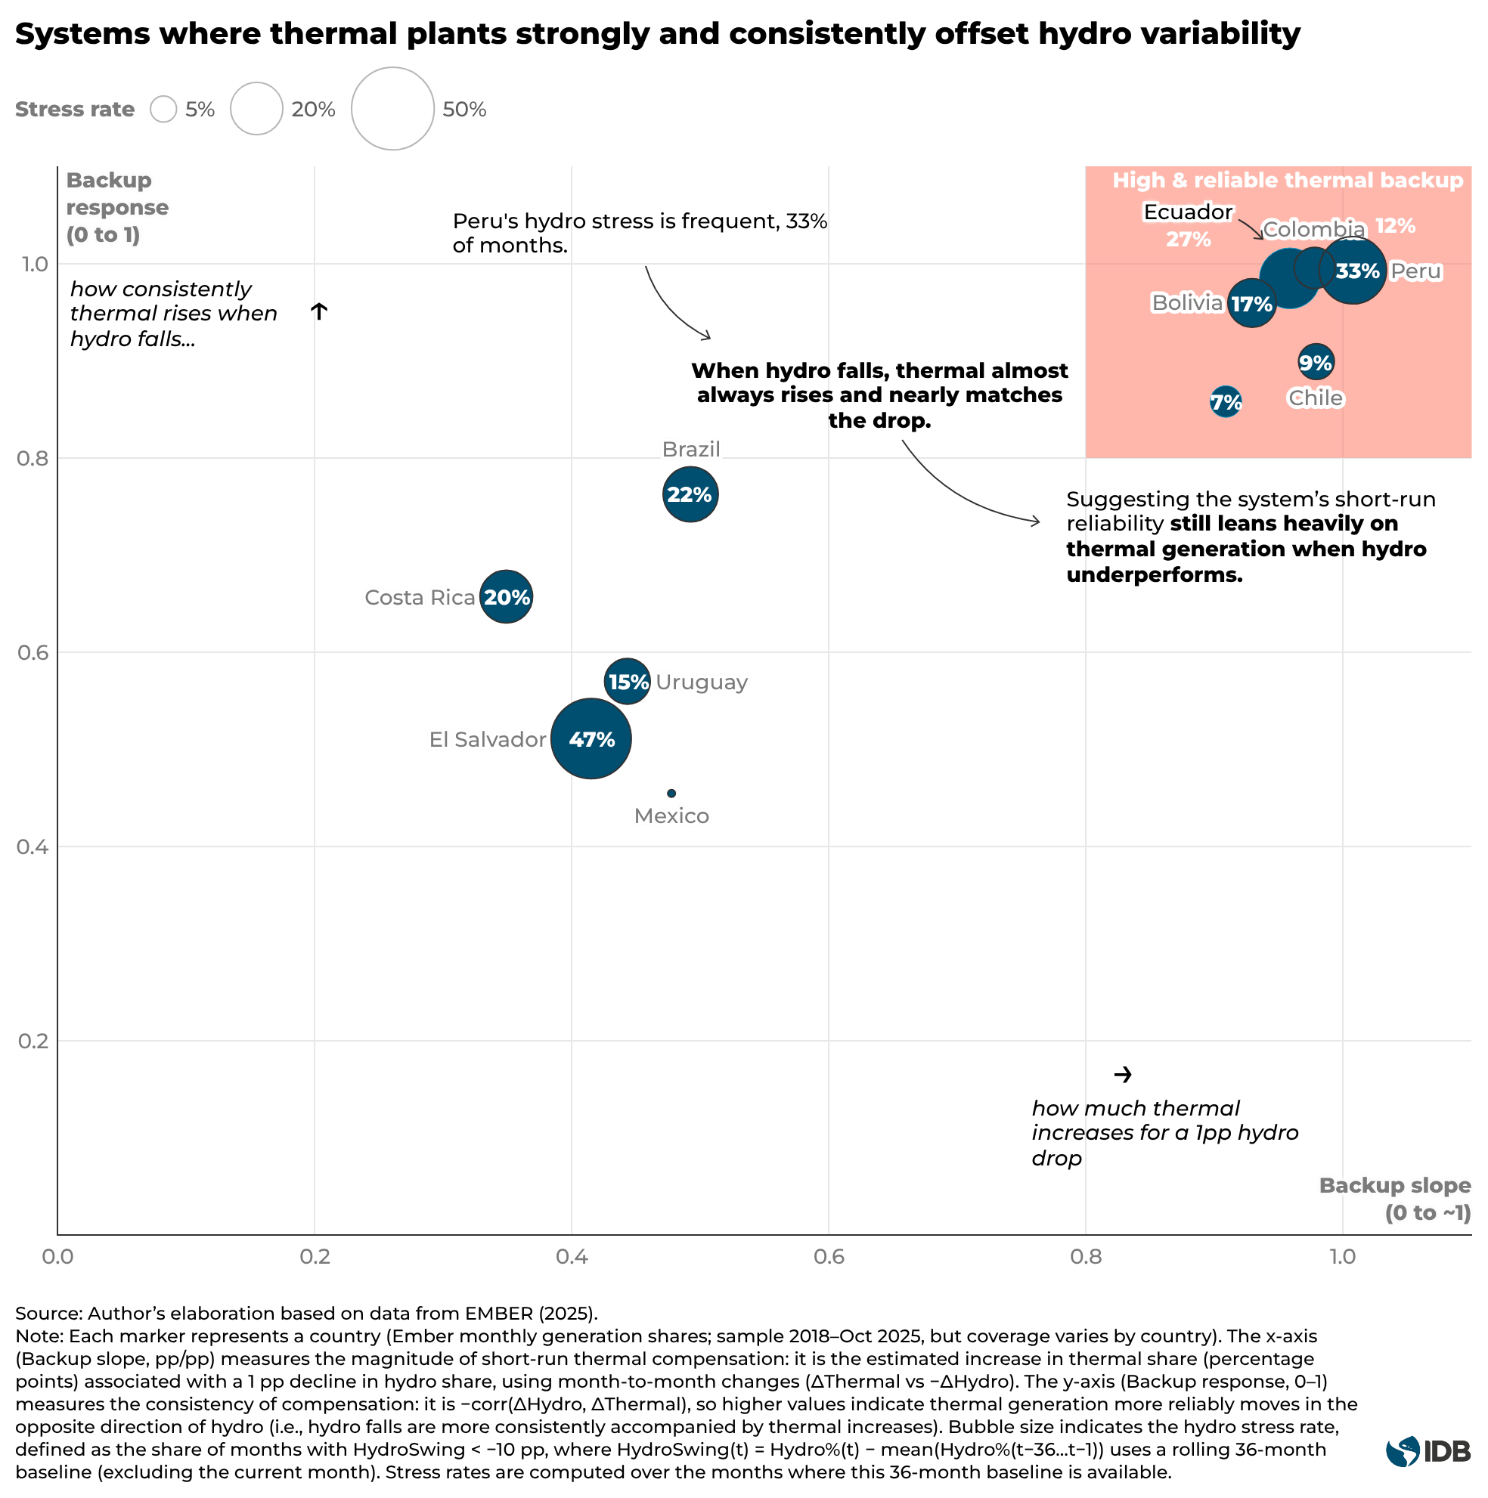 Systems where thermal plants strongly and consistently offset hydro variability
Stress rate 5% 20% 50%
Backup
response
(0 to 1)
how consistently
thermal rises when
hydro falls...
↑
Peru's hydro stress is frequent, 33%
of months.
When hydro falls, thermal almost
always rises and nearly matches
the drop.
High & reliable thermal backup
Ecuador
27%
Colombia
12%
33%
Peru
Bolivia
17%
9%
Chile
7%
Suggesting the system's short-run
reliability still leans heavily on
thermal generation when hydro
underperforms.
Brazil
22%
Costa Rica
20%
15%
Uruguay
El Salvador
47%
Mexico
→
how much thermal
increases for a 1pp hydro
drop
Backup slope
(0 to ~1)
1.0
0.8
0.6
0.4
0.2
0.0 0.2 0.4 0.6 0.8 1.0
Source: Author's elaboration based on data from EMBER (2025).
Note: Each marker represents a country (Ember monthly generation shares; sample 2018–Oct 2025, but coverage varies by country). The x-axis
(Backup slope, pp/pp) measures the magnitude of short-run thermal compensation: it is the estimated increase in thermal share (percentage
points) associated with a 1 pp decline in hydro share, using month-to-month changes (ΔThermal vs −ΔHydro). The y-axis (Backup response, 0–1)
measures the consistency of compensation: it is −corr(ΔHydro, ΔThermal), so higher values indicate thermal generation more reliably moves in the
opposite direction of hydro (i.e., hydro falls are more consistently accompanied by thermal increases). Bubble size indicates the hydro stress rate,
defined as the share of months with HydroSwing < −10 pp, where HydroSwing(t) = Hydro%(t) − mean(Hydro%(t−36...t−1)) uses a rolling 36-month
baseline (excluding the current month). Stress rates are computed over the months where this 36-month baseline is available.
IDB